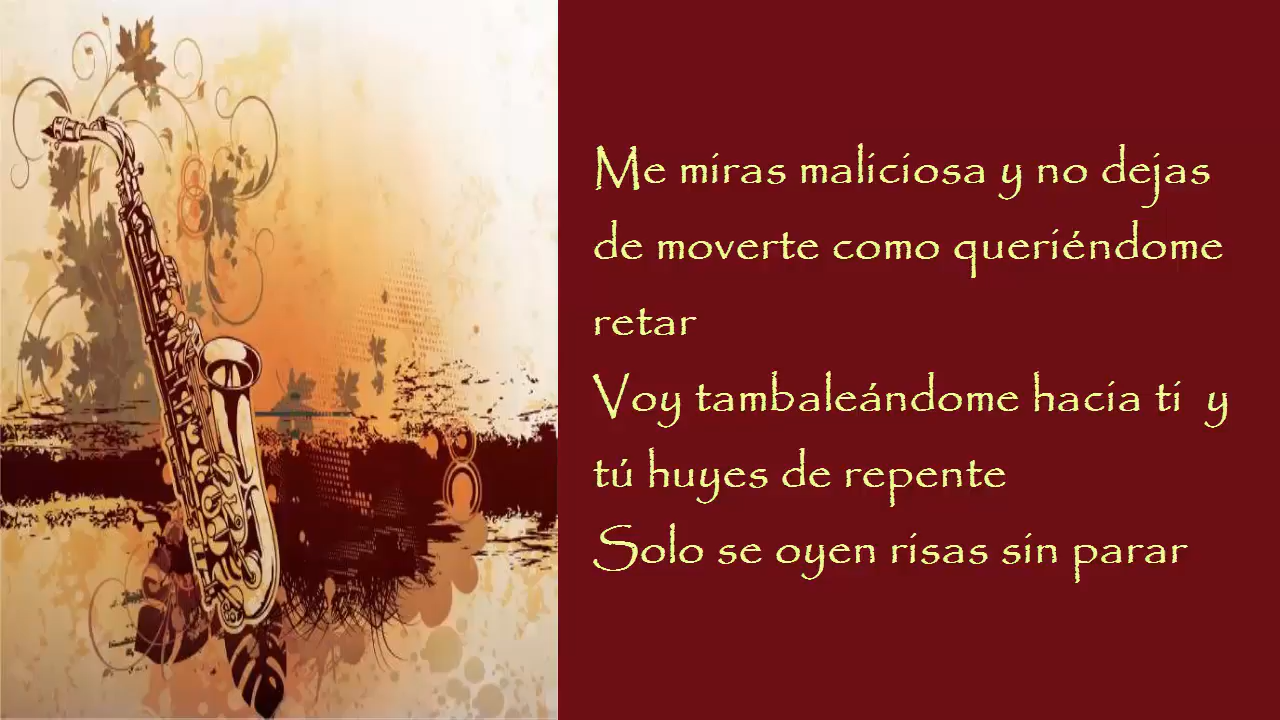 Me miras maliciosa y no dejas
de moverte como queriéndome
retar
Voy tambaleándome hacia ti  y
tú huyes de repente
Solo se oyen risas sin parar